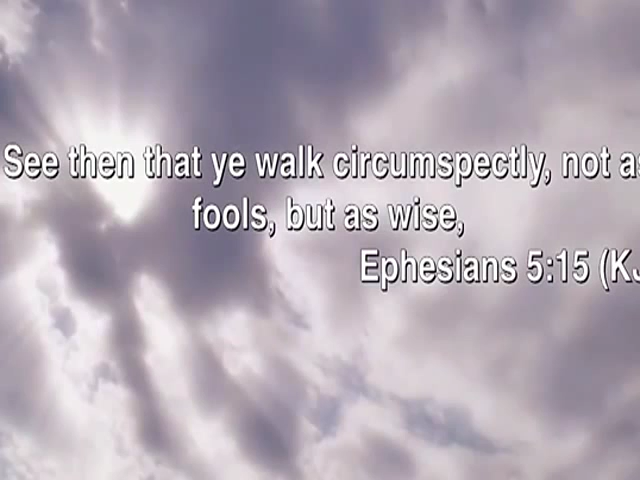 See then that ye walk circumspectly, not as
fools, but as wise,
Ephesians 5:15 (KJ